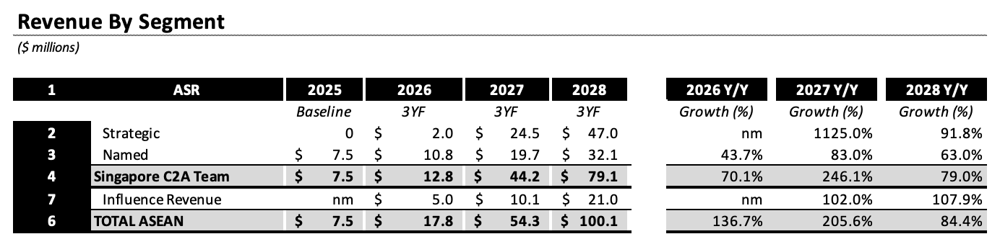 Revenue By Segment
($ millions)
1 ASR 2025 2026 2027 2028 2026 Y/Y 2027 Y/Y 2028 Y/Y
Baseline 3YF 3YF 3YF Growth (%) Growth (%) Growth (%)
2 Strategic 0 $ 2.0 $ 24.5 $ 47.0 nm 1125.0% 91.8%
3 Named $ 7.5 $ 10.8 $ 19.7 $ 32.1 43.7% 83.0% 63.0%
4 Singapore C2A Team $ 7.5 $ 12.8 $ 44.2 $ 79.1 70.1% 246.1% 79.0%
7 Influence Revenue nm $ 5.0 $ 10.1 $ 21.0 nm 102.0% 107.9%
6 TOTAL ASEAN $ 7.5 $ 17.8 $ 54.3 $ 100.1 136.7% 205.6% 84.4%